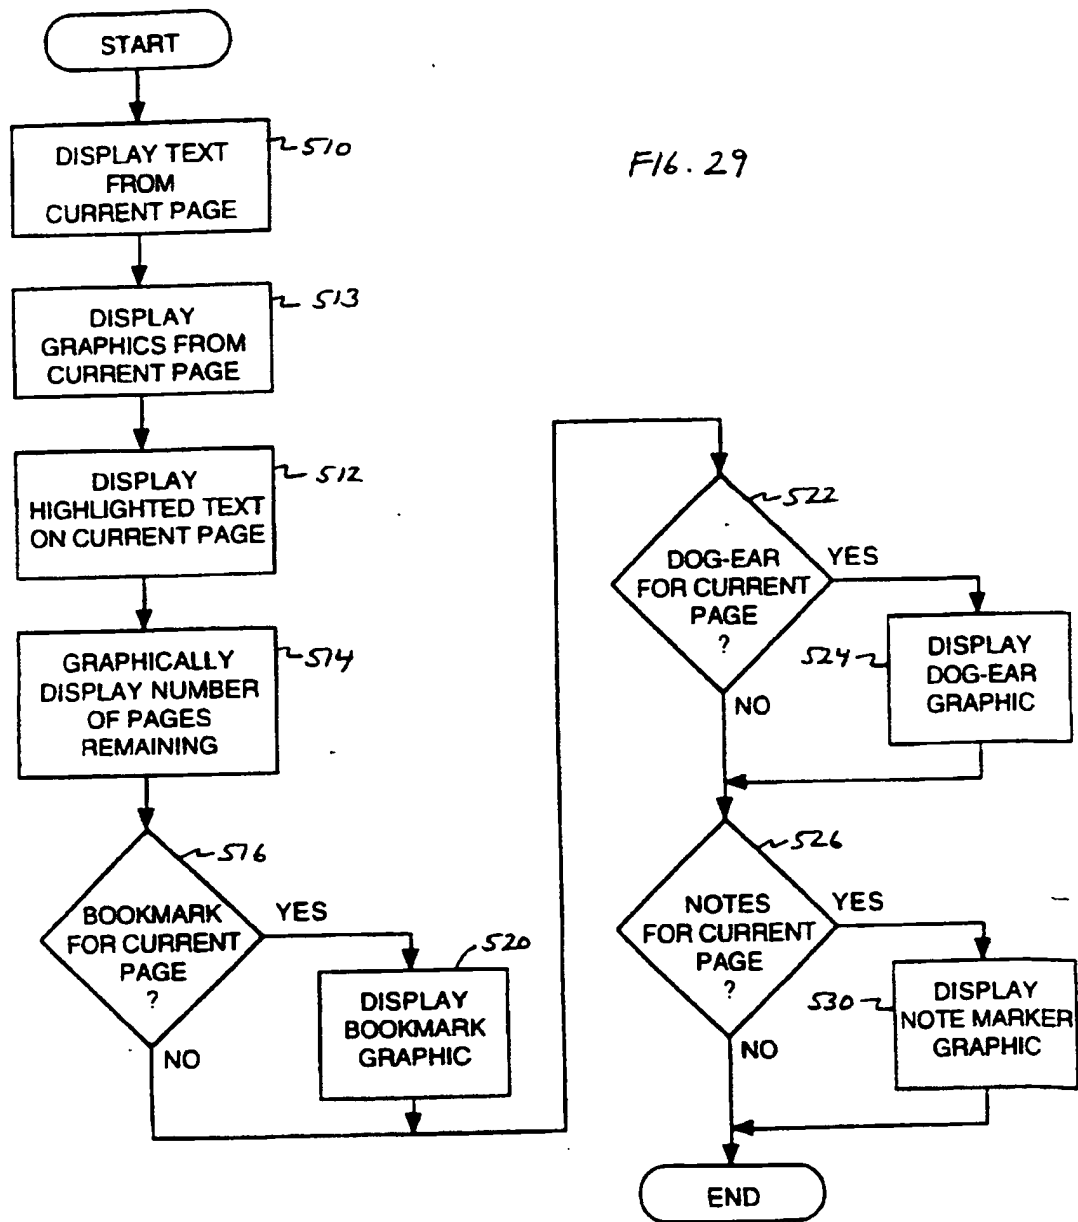 START
DISPLAY TEXT
FROM
CURRENT PAGE
510
FIG. 29
DISPLAY
GRAPHICS FROM
CURRENT PAGE
513
DISPLAY
HIGHLIGHTED TEXT
ON CURRENT PAGE
512
GRAPHICALLY
DISPLAY NUMBER
OF PAGES
REMAINING
514
BOOKMARK
FOR CURRENT
PAGE
?
516
YES
NO
DISPLAY
BOOKMARK
GRAPHIC
520
DOG-EAR
FOR CURRENT
PAGE
?
522
YES
NO
DISPLAY
DOG-EAR
GRAPHIC
524
NOTES
FOR CURRENT
PAGE
?
526
YES
NO
DISPLAY
NOTE MARKER
GRAPHIC
530
END